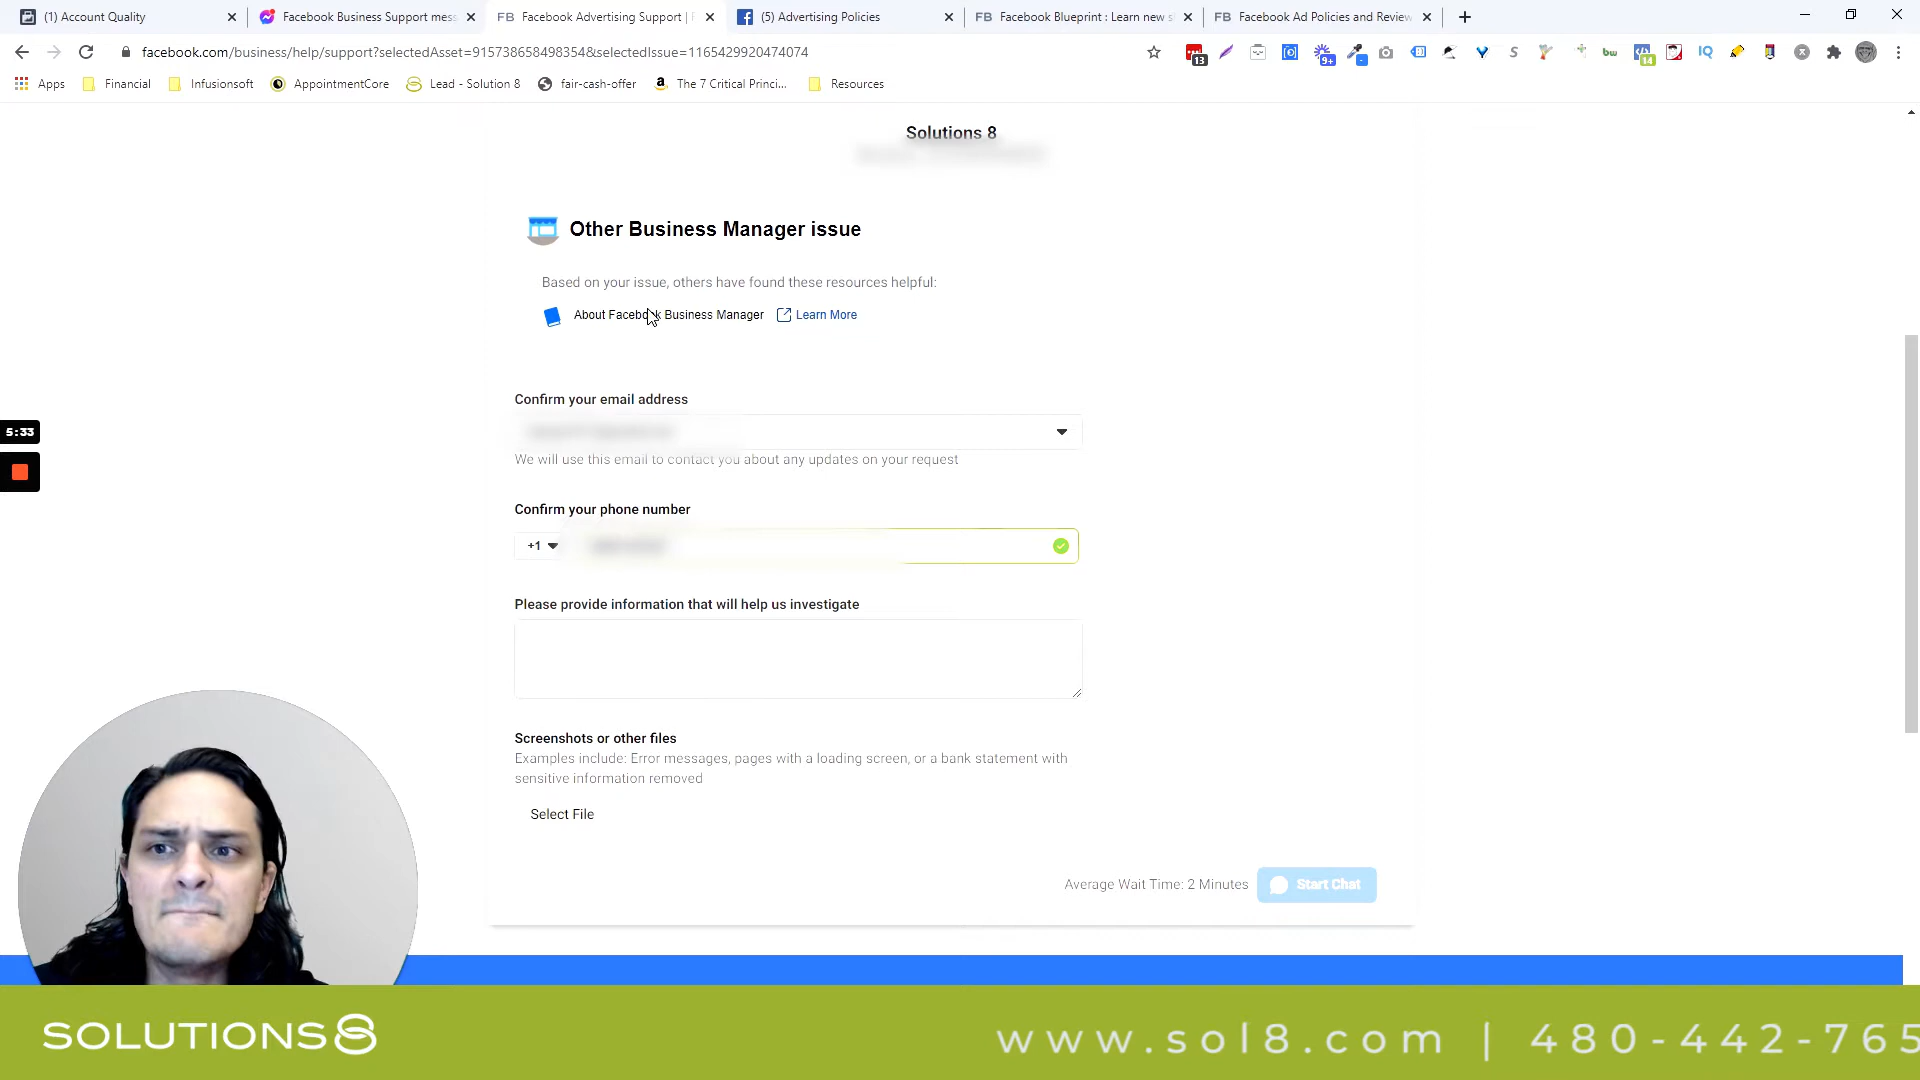 (1) Account Quality
Facebook Business Support mess
FB Facebook Advertising Support | F
(5) Advertising Policies
FB Facebook Blueprint : Learn new s
FB Facebook Ad Policies and Review
facebook.com/business/help/support?selectedAsset=915738658498354&selectedIssue=1165429920474074
13
9+
S
bw
14
IQ
Apps
Financial
Infusionsoft
AppointmentCore
Lead - Solution 8
fair-cash-offer
The 7 Critical Princi...
Resources
Solutions 8
Other Business Manager issue
Based on your issue, others have found these resources helpful:
About Facebook Business Manager
Learn More
Confirm your email address
We will use this email to contact you about any updates on your request
5:33
Confirm your phone number
+1
Please provide information that will help us investigate
Screenshots or other files
Examples include: Error messages, pages with a loading screen, or a bank statement with
sensitive information removed
Select File
Average Wait Time: 2 Minutes
Start Chat
SOLUTIONS8
www.sol8.com | 480-442-765